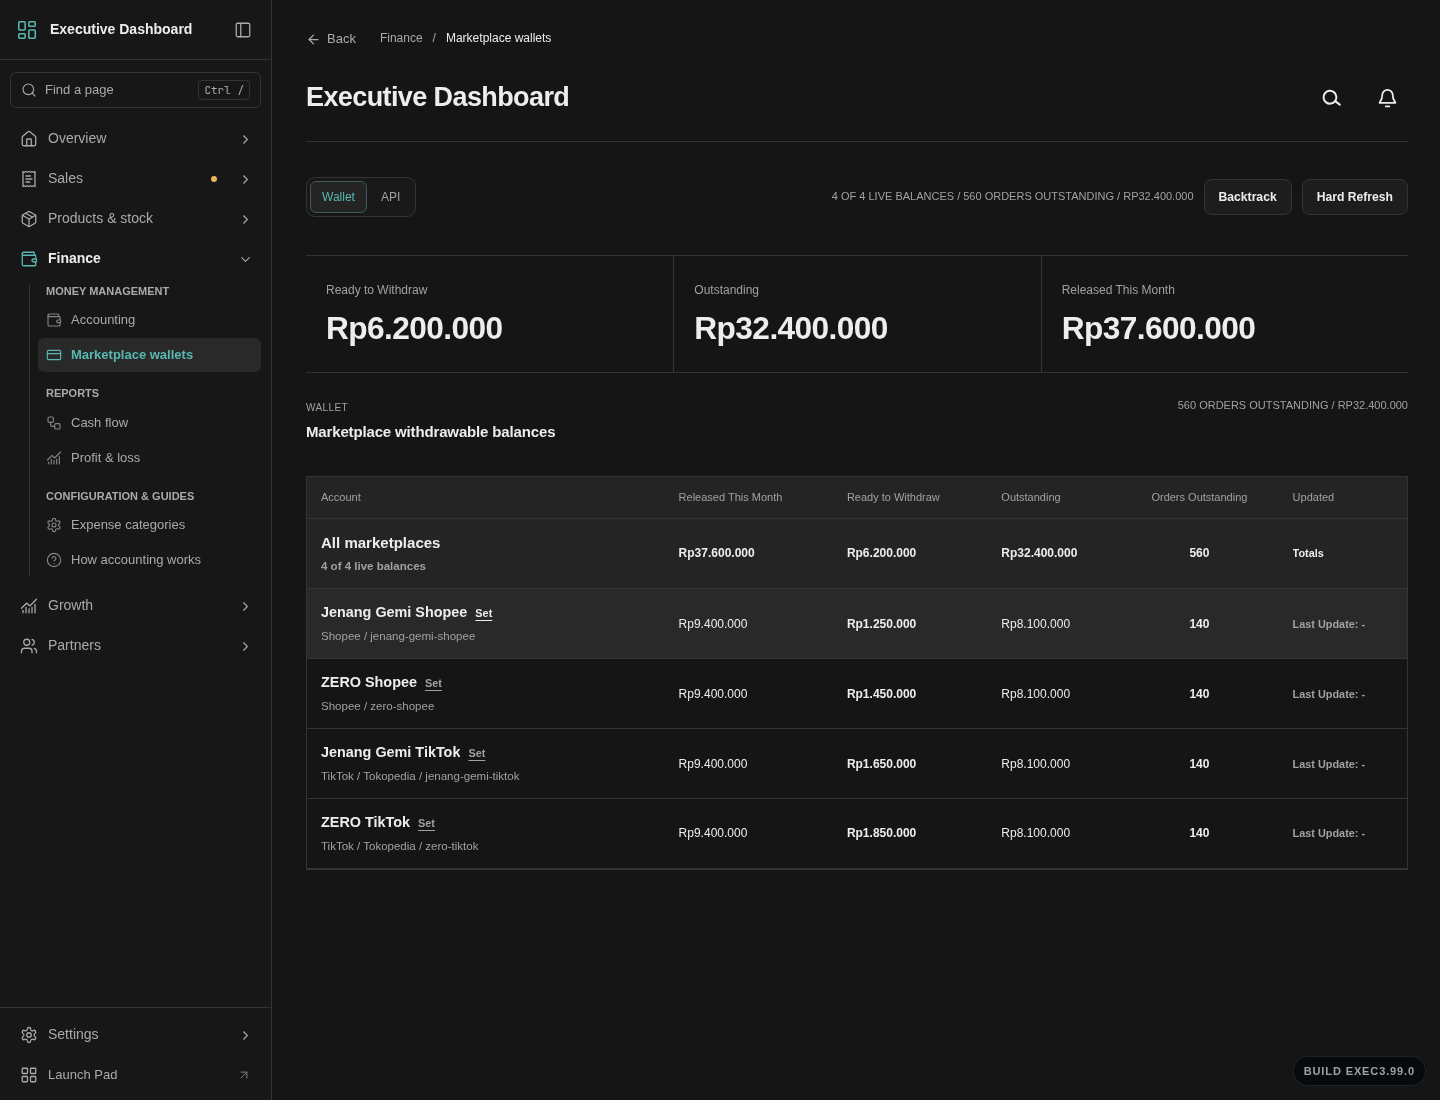 Executive Dashboard
Find a page
Ctrl /
Overview
Sales
Products & stock
Finance
MONEY MANAGEMENT
Accounting
Marketplace wallets
REPORTS
Cash flow
Profit & loss
CONFIGURATION & GUIDES
Expense categories
How accounting works
Growth
Partners
Settings
Launch Pad
Back
Finance / Marketplace wallets
Executive Dashboard
Wallet
API
4 OF 4 LIVE BALANCES / 560 ORDERS OUTSTANDING / RP32.400.000
Backtrack
Hard Refresh
Ready to Withdraw
Rp6.200.000
Outstanding
Rp32.400.000
Released This Month
Rp37.600.000
WALLET
Marketplace withdrawable balances
560 ORDERS OUTSTANDING / RP32.400.000
Account Released This Month Ready to Withdraw Outstanding Orders Outstanding Updated
All marketplaces
4 of 4 live balances
Rp37.600.000 Rp6.200.000 Rp32.400.000 560 Totals
Jenang Gemi Shopee Set
Shopee / jenang-gemi-shopee
Rp9.400.000 Rp1.250.000 Rp8.100.000 140 Last Update: -
ZERO Shopee Set
Shopee / zero-shopee
Rp9.400.000 Rp1.450.000 Rp8.100.000 140 Last Update: -
Jenang Gemi TikTok Set
TikTok / Tokopedia / jenang-gemi-tiktok
Rp9.400.000 Rp1.650.000 Rp8.100.000 140 Last Update: -
ZERO TikTok Set
TikTok / Tokopedia / zero-tiktok
Rp9.400.000 Rp1.850.000 Rp8.100.000 140 Last Update: -
BUILD EXEC3.99.0